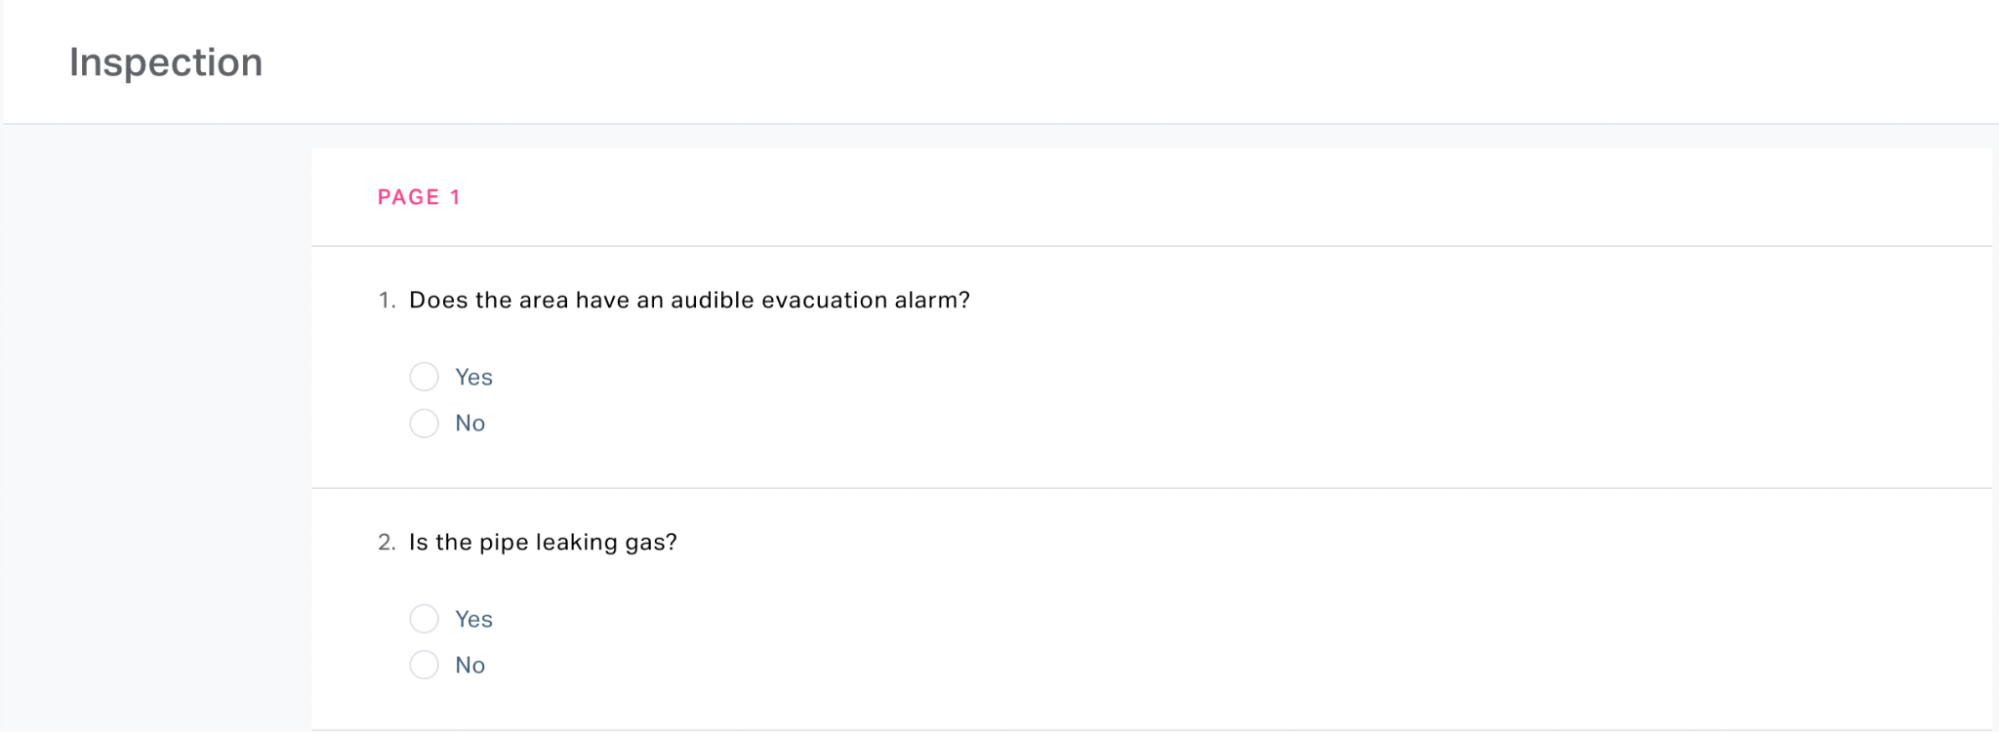 Inspection
PAGE 1
1. Does the area have an audible evacuation alarm?
Yes
No
2. Is the pipe leaking gas?
Yes
No